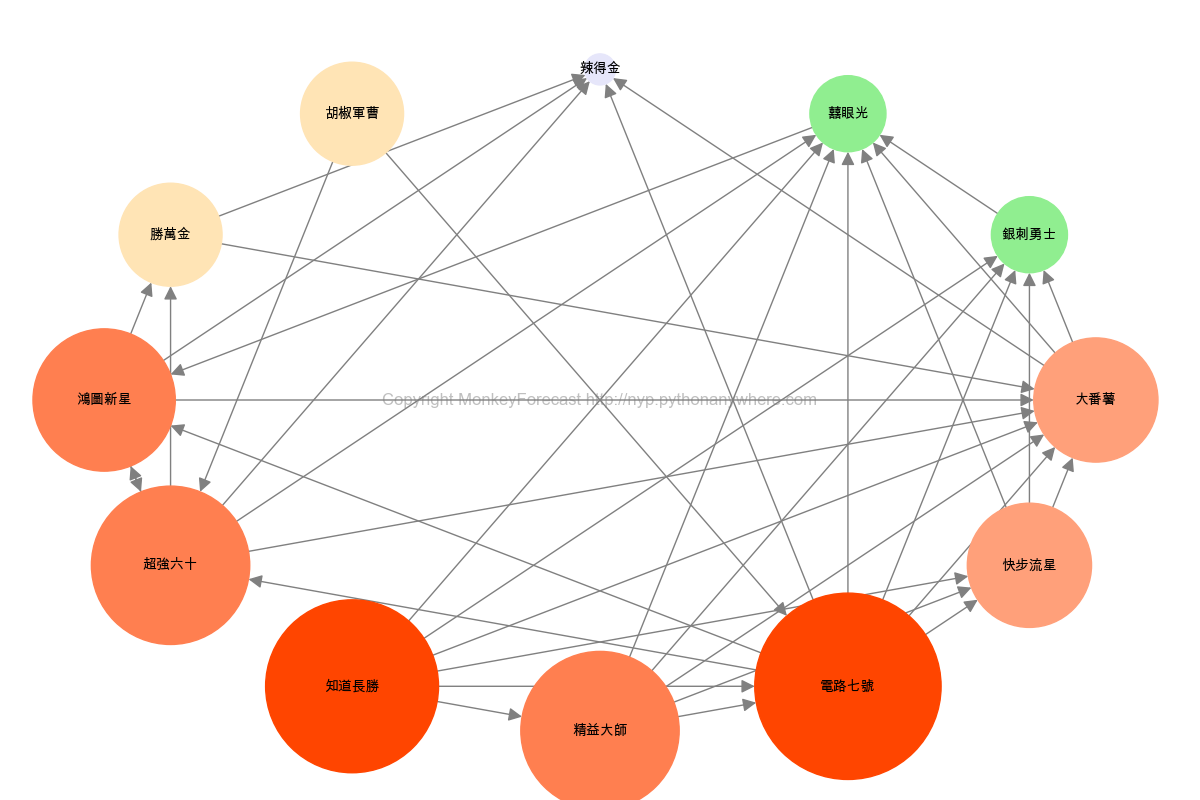 辣得金
胡椒軍曹
囍眼光
勝萬金
銀刺勇士
鴻圖新星
Copyright MonkeyForecast http://nyp.pythonanywhere.com
大番薯
超強六十
快步流星
知道長勝
電路七號
精益大師